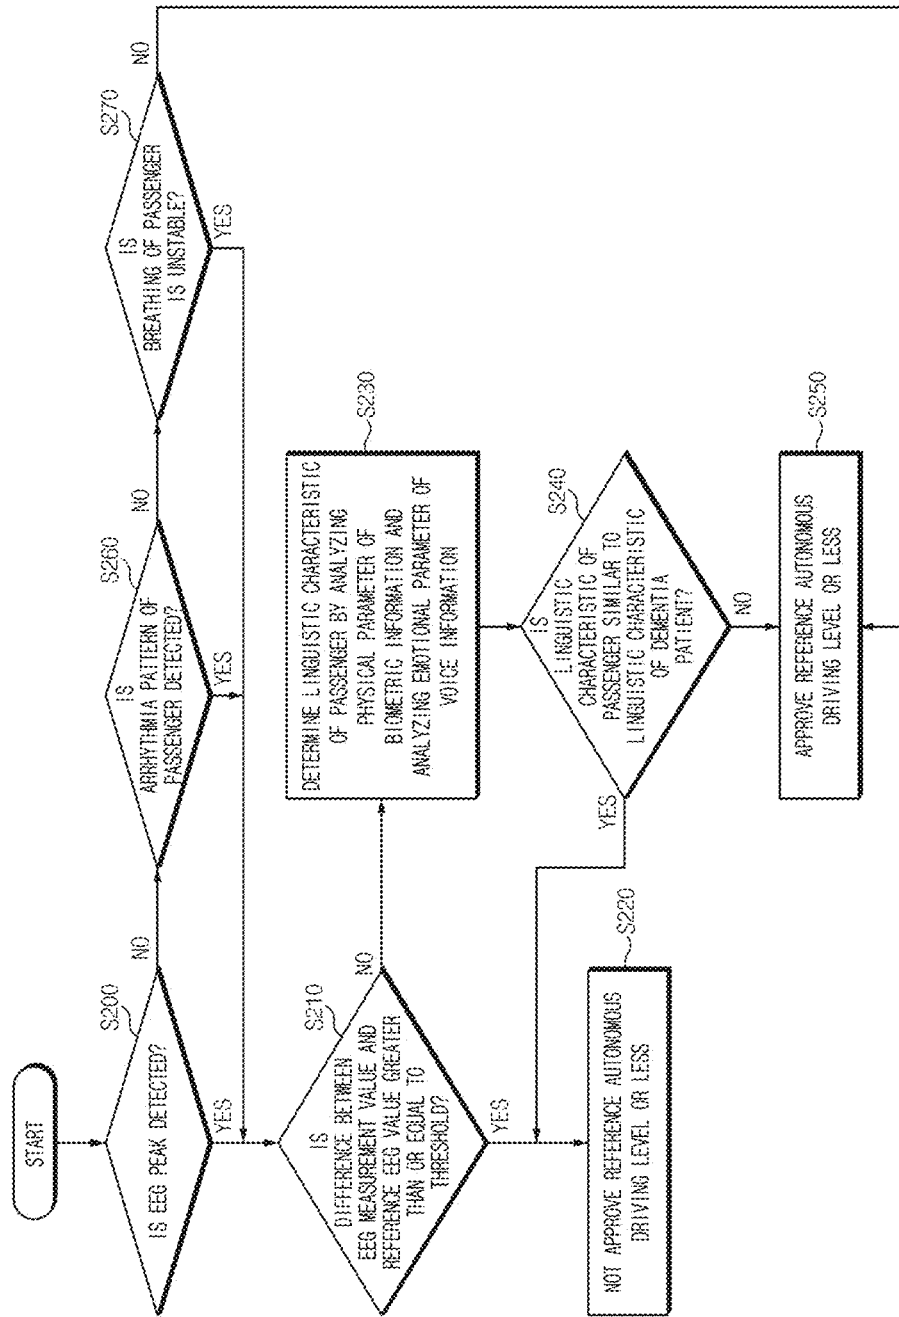 START
S200
IS EEG PEAK DETECTED?
NO
YES
S260
IS
ARRHYTHMIA PATTERN OF
PASSENGER DETECTED?
NO
YES
S270
IS
BREATHING OF PASSENGER
IS UNSTABLE?
NO
YES
S210
IS
DIFFERENCE BETWEEN
EEG MEASUREMENT VALUE AND
REFERENCE EEG VALUE GREATER
THAN OR EQUAL TO
THRESHOLD?
NO
YES
S230
DETERMINE LINGUISTIC CHARACTERISTIC
OF PASSENGER BY ANALYZING
PHYSICAL PARAMETER OF
BIOMETRIC INFORMATION AND
ANALYZING EMOTIONAL PARAMETER OF
VOICE INFORMATION
S240
IS
LINGUISTIC
CHARACTERISTIC OF
PASSENGER SIMILAR TO
LINGUISTIC CHARACTERISTIC
OF DEMENTIA
PATIENT?
YES
NO
S220
NOT APPROVE REFERENCE AUTONOMOUS
DRIVING LEVEL OR LESS
S250
APPROVE REFERENCE AUTONOMOUS
DRIVING LEVEL OR LESS